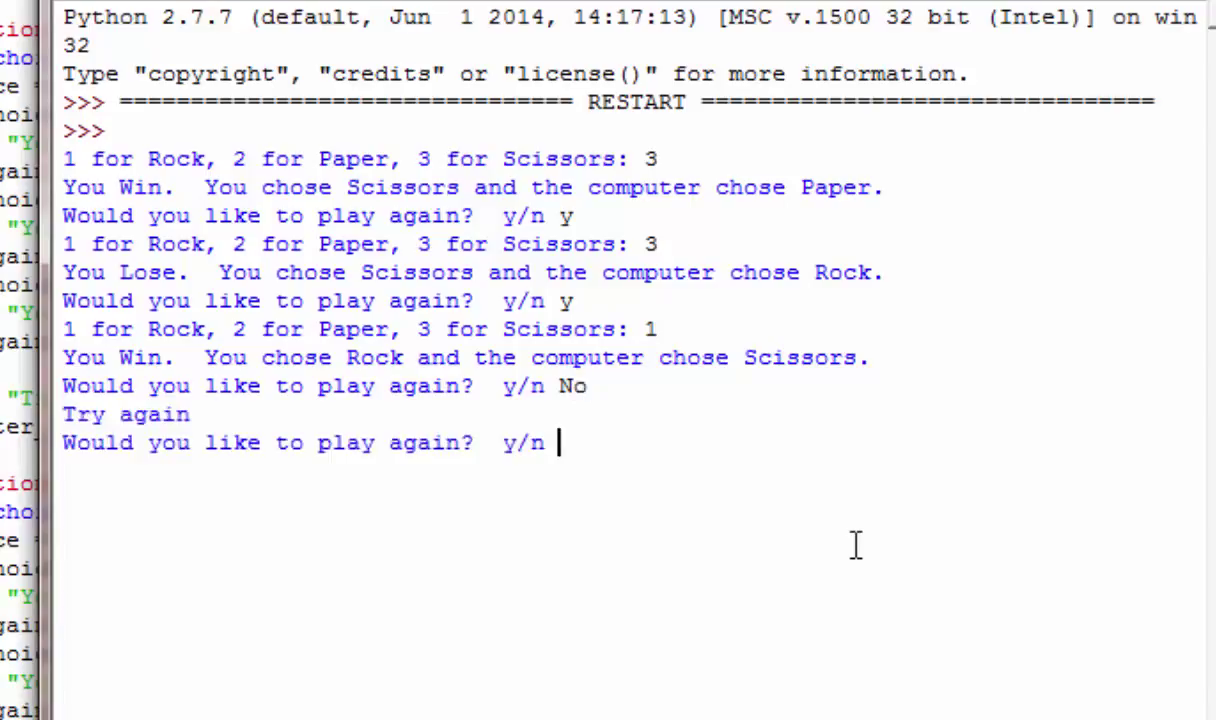 Python 2.7.7 (default, Jun  1 2014, 14:17:13) [MSC v.1500 32 bit (Intel)] on win
32
Type "copyright", "credits" or "license()" for more information.
>>> ================================ RESTART ================================
>>>
1 for Rock, 2 for Paper, 3 for Scissors: 3
You Win.  You chose Scissors and the computer chose Paper.
Would you like to play again?  y/n y
1 for Rock, 2 for Paper, 3 for Scissors: 3
You Lose.  You chose Scissors and the computer chose Rock.
Would you like to play again?  y/n y
1 for Rock, 2 for Paper, 3 for Scissors: 1
You Win.  You chose Rock and the computer chose Scissors.
Would you like to play again?  y/n No
Try again
Would you like to play again?  y/n